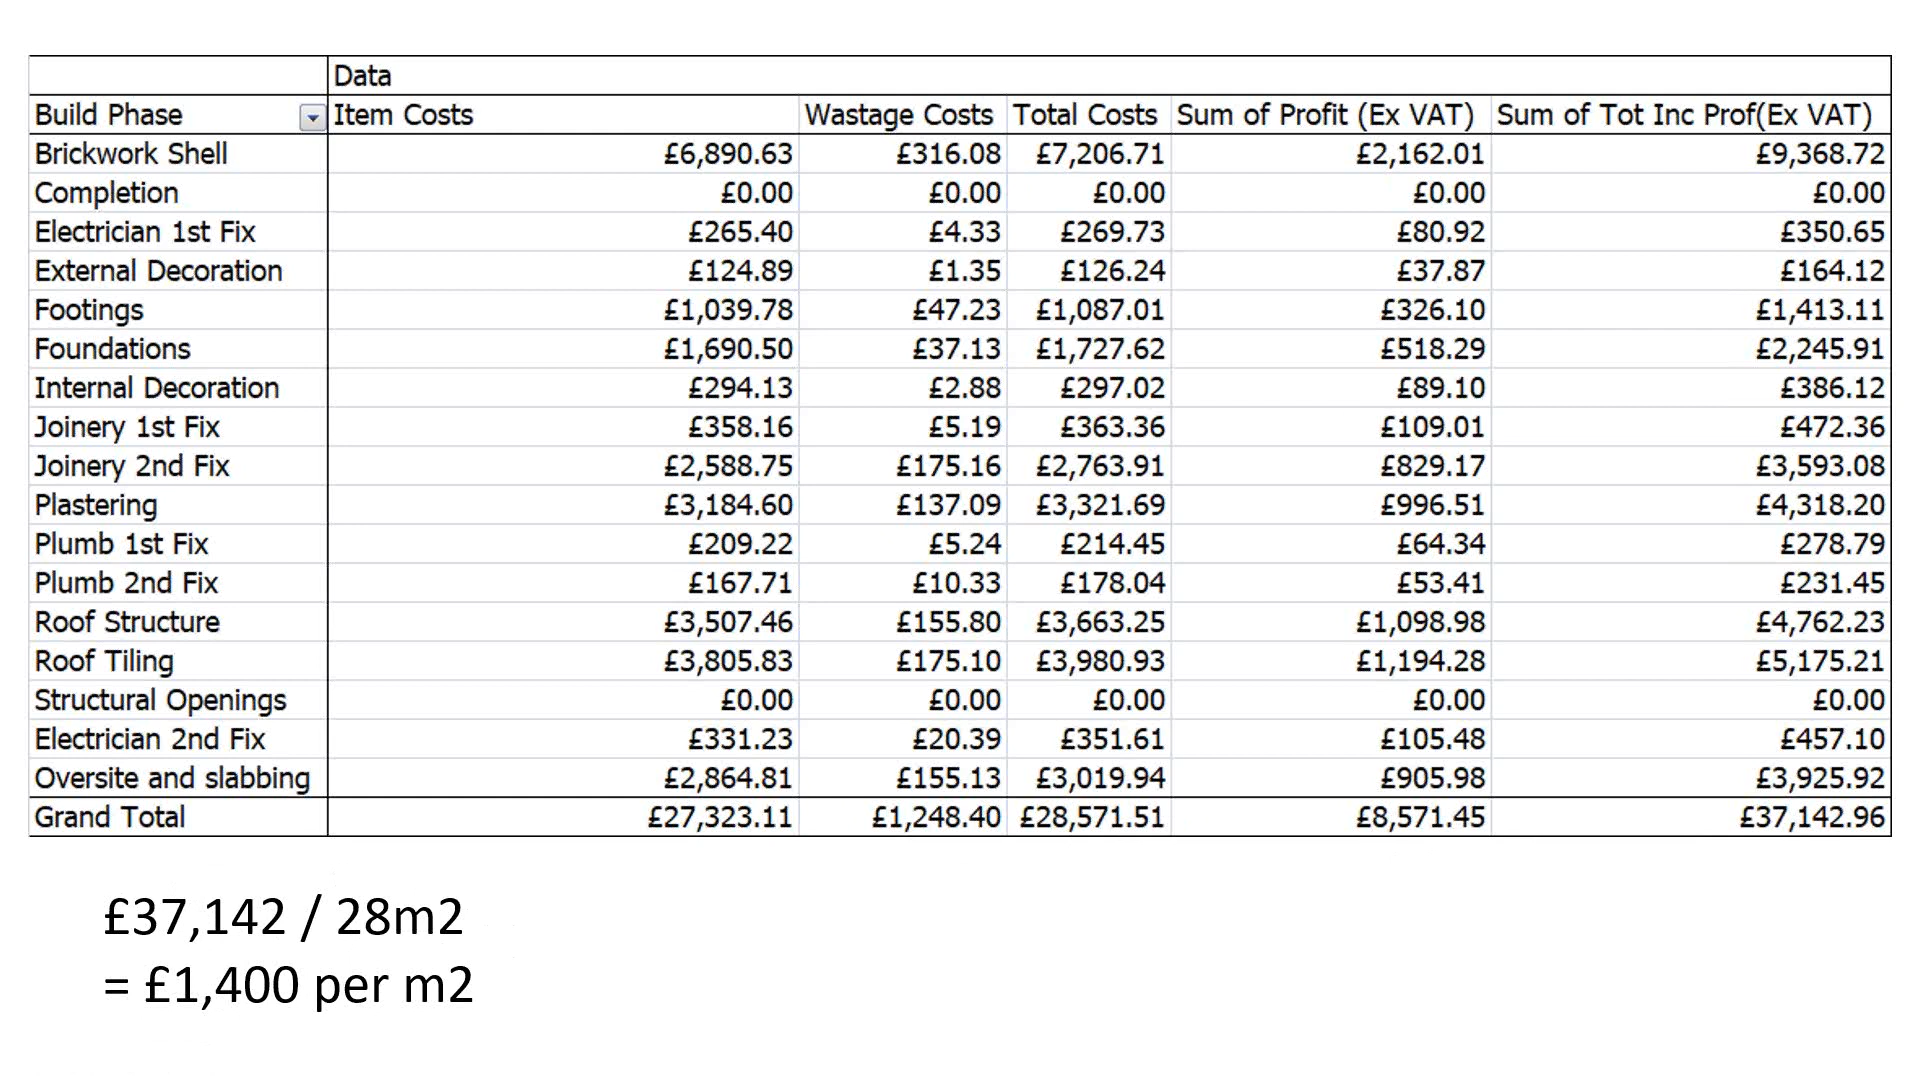 Data
Build Phase Item Costs Wastage Costs Total Costs Sum of Profit (Ex VAT) Sum of Tot Inc Prof(Ex VAT)
Brickwork Shell £6,890.63 £316.08 £7,206.71 £2,162.01 £9,368.72
Completion £0.00 £0.00 £0.00 £0.00 £0.00
Electrician 1st Fix £265.40 £4.33 £269.73 £80.92 £350.65
External Decoration £124.89 £1.35 £126.24 £37.87 £164.12
Footings £1,039.78 £47.23 £1,087.01 £326.10 £1,413.11
Foundations £1,690.50 £37.13 £1,727.62 £518.29 £2,245.91
Internal Decoration £294.13 £2.88 £297.02 £89.10 £386.12
Joinery 1st Fix £358.16 £5.19 £363.36 £109.01 £472.36
Joinery 2nd Fix £2,588.75 £175.16 £2,763.91 £829.17 £3,593.08
Plastering £3,184.60 £137.09 £3,321.69 £996.51 £4,318.20
Plumb 1st Fix £209.22 £5.24 £214.45 £64.34 £278.79
Plumb 2nd Fix £167.71 £10.33 £178.04 £53.41 £231.45
Roof Structure £3,507.46 £155.80 £3,663.25 £1,098.98 £4,762.23
Roof Tiling £3,805.83 £175.10 £3,980.93 £1,194.28 £5,175.21
Structural Openings £0.00 £0.00 £0.00 £0.00 £0.00
Electrician 2nd Fix £331.23 £20.39 £351.61 £105.48 £457.10
Oversite and slabbing £2,864.81 £155.13 £3,019.94 £905.98 £3,925.92
Grand Total £27,323.11 £1,248.40 £28,571.51 £8,571.45 £37,142.96
£37,142 / 28m2
= £1,400 per m2